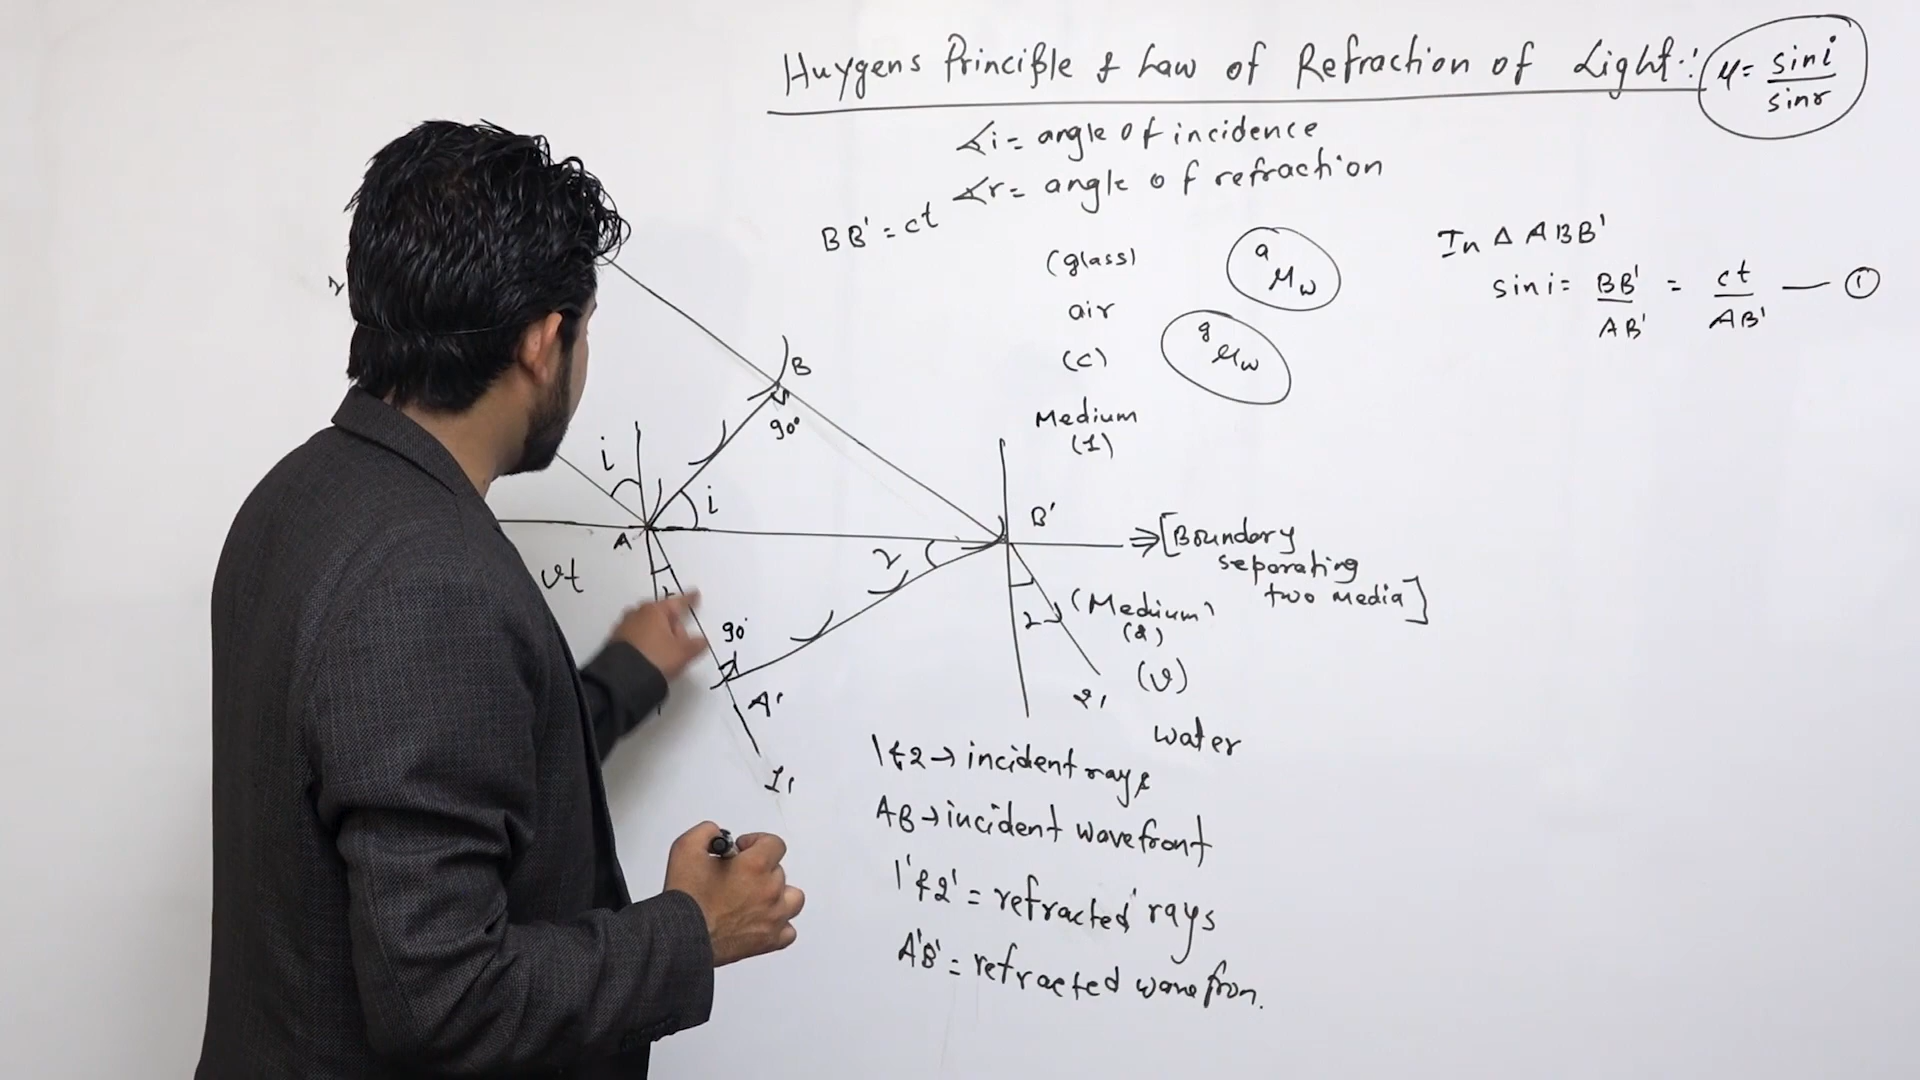 Huygens Principle & Law of Refraction of Light:
μ = sin i / sin r
∡i = angle of incidence
∡r = angle of refraction
BB' = ct
(glass)
air
(c)
Medium
(1)
a μ w
g μ w
In Δ ABB'
sin i = BB' / AB' = ct / AB' — ①
2
B
90°
i
i
A
B'
⇒ [Boundary
separating
two media]
vt
r
r
90°
A'
1'
r
2'
(Medium)
(2)
(v)
water
1 & 2 → incident rays
AB → incident wavefront
1' & 2' = refracted rays
A'B' = refracted wavefron.